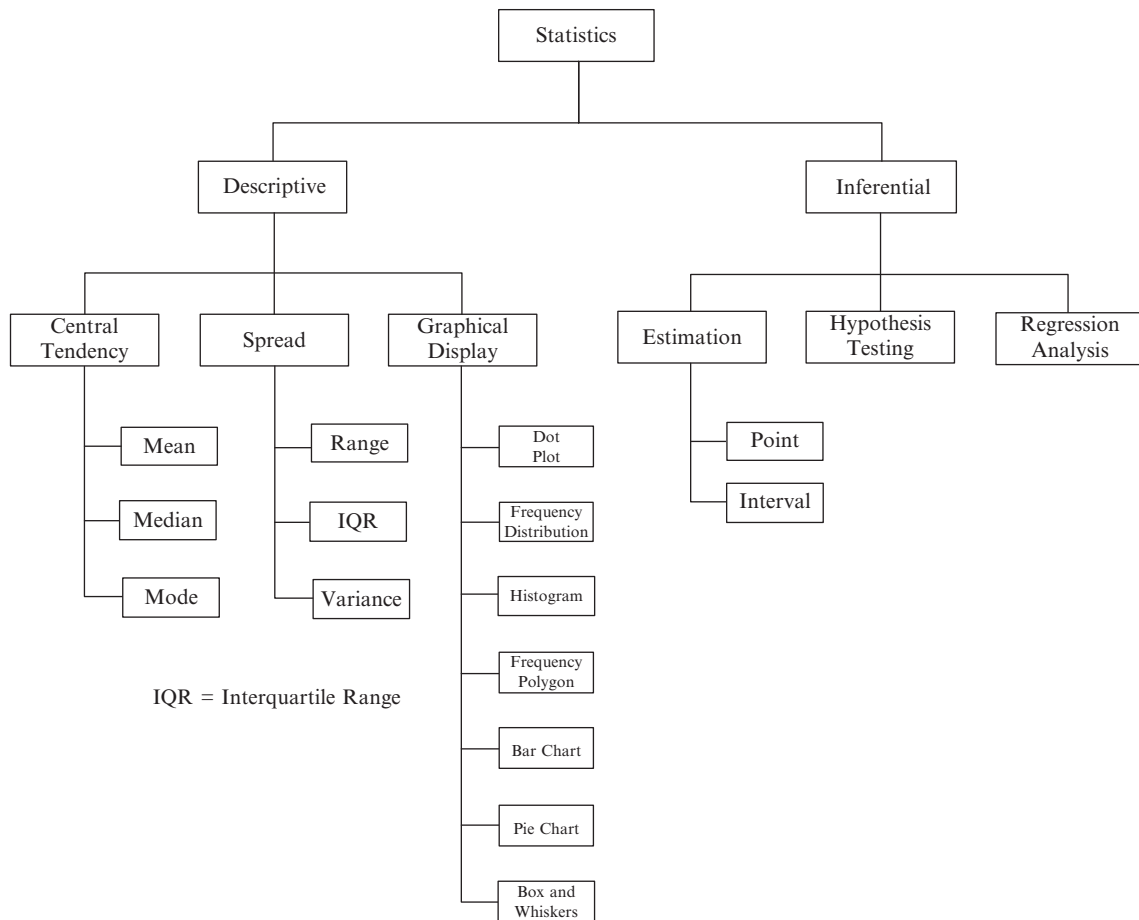 Statistics
Descriptive
Inferential
Central
Tendency
Spread
Graphical
Display
Estimation
Hypothesis
Testing
Regression
Analysis
Mean
Median
Mode
Range
IQR
Variance
Dot
Plot
Frequency
Distribution
Histogram
Frequency
Polygon
Bar Chart
Pie Chart
Box and
Whiskers
Point
Interval
IQR = Interquartile Range